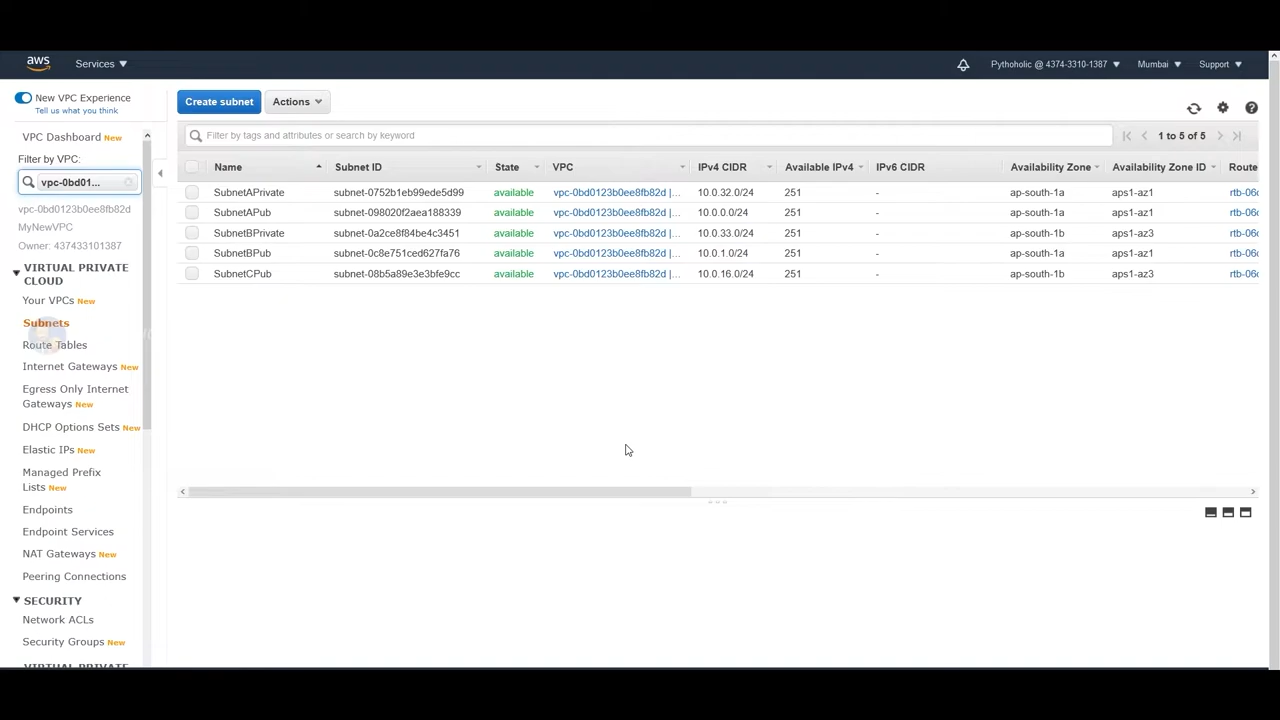 aws Services Pythoholic @ 4374-3310-1387 Mumbai Support
New VPC Experience
Tell us what you think
Create subnet Actions
VPC Dashboard New
Filter by tags and attributes or search by keyword
1 to 5 of 5
Filter by VPC:
vpc-0bd01...
vpc-0bd0123b0ee8fb82d
MyNewVPC
Owner: 437433101387
Name Subnet ID State VPC IPv4 CIDR Available IPv4 IPv6 CIDR Availability Zone Availability Zone ID Route
SubnetAPrivate subnet-0752b1eb99ede5d99 available vpc-0bd0123b0ee8fb82d |... 10.0.32.0/24 251 - ap-south-1a aps1-az1 rtb-06c
SubnetAPub subnet-098020f2aea188339 available vpc-0bd0123b0ee8fb82d |... 10.0.0.0/24 251 - ap-south-1a aps1-az1 rtb-06c
SubnetBPrivate subnet-0a2ce8f84be4c3451 available vpc-0bd0123b0ee8fb82d |... 10.0.33.0/24 251 - ap-south-1b aps1-az3 rtb-06c
SubnetBPub subnet-0c8e751ced627fa76 available vpc-0bd0123b0ee8fb82d |... 10.0.1.0/24 251 - ap-south-1a aps1-az1 rtb-06c
SubnetCPub subnet-08b5a89e3e3bfe9cc available vpc-0bd0123b0ee8fb82d |... 10.0.16.0/24 251 - ap-south-1b aps1-az3 rtb-06c
VIRTUAL PRIVATE
CLOUD
Your VPCs New
Subnets
Route Tables
Internet Gateways New
Egress Only Internet
Gateways New
DHCP Options Sets New
Elastic IPs New
Managed Prefix
Lists New
Endpoints
Endpoint Services
NAT Gateways New
Peering Connections
SECURITY
Network ACLs
Security Groups New
VIRTUAL PRIVATE